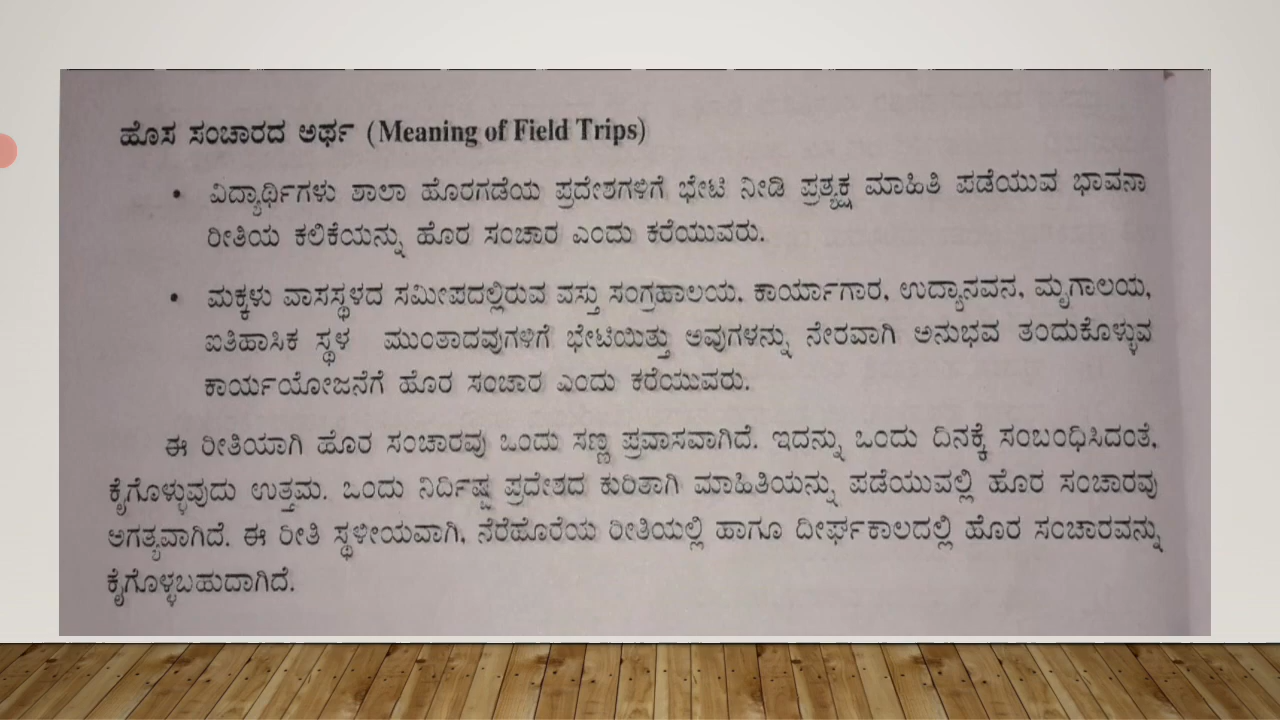 ಹೊಸ ಸಂಚಾರದ ಅರ್ಥ (Meaning of Field Trips)
• ವಿದ್ಯಾರ್ಥಿಗಳು ಶಾಲಾ ಹೊರಗಡೆಯ ಪ್ರದೇಶಗಳಿಗೆ ಭೇಟಿ ನೀಡಿ ಪ್ರತ್ಯಕ್ಷ ಮಾಹಿತಿ ಪಡೆಯುವ ಭಾವನಾ
ರೀತಿಯ ಕಲಿಕೆಯನ್ನು ಹೊರ ಸಂಚಾರ ಎಂದು ಕರೆಯುವರು.
• ಮಕ್ಕಳು ವಾಸಸ್ಥಳದ ಸಮೀಪದಲ್ಲಿರುವ ವಸ್ತು ಸಂಗ್ರಹಾಲಯ, ಕಾರ್ಯಾಗಾರ, ಉದ್ಯಾನವನ, ಮೃಗಾಲಯ,
ಐತಿಹಾಸಿಕ ಸ್ಥಳ ಮುಂತಾದವುಗಳಿಗೆ ಭೇಟಿಯಿತ್ತು ಅವುಗಳನ್ನು ನೇರವಾಗಿ ಅನುಭವ ತಂದುಕೊಳ್ಳುವ
ಕಾರ್ಯಯೋಜನೆಗೆ ಹೊರ ಸಂಚಾರ ಎಂದು ಕರೆಯುವರು.
ಈ ರೀತಿಯಾಗಿ ಹೊರ ಸಂಚಾರವು ಒಂದು ಸಣ್ಣ ಪ್ರವಾಸವಾಗಿದೆ. ಇದನ್ನು ಒಂದು ದಿನಕ್ಕೆ ಸಂಬಂಧಿಸಿದಂತೆ,
ಕೈಗೊಳ್ಳುವುದು ಉತ್ತಮ. ಒಂದು ನಿರ್ದಿಷ್ಟ ಪ್ರದೇಶದ ಕುರಿತಾಗಿ ಮಾಹಿತಿಯನ್ನು ಪಡೆಯುವಲ್ಲಿ ಹೊರ ಸಂಚಾರವು
ಅಗತ್ಯವಾಗಿದೆ. ಈ ರೀತಿ ಸ್ಥಳೀಯವಾಗಿ, ನೆರೆಹೊರೆಯ ರೀತಿಯಲ್ಲಿ ಹಾಗೂ ದೀರ್ಘಕಾಲದಲ್ಲಿ ಹೊರ ಸಂಚಾರವನ್ನು
ಕೈಗೊಳ್ಳಬಹುದಾಗಿದೆ.